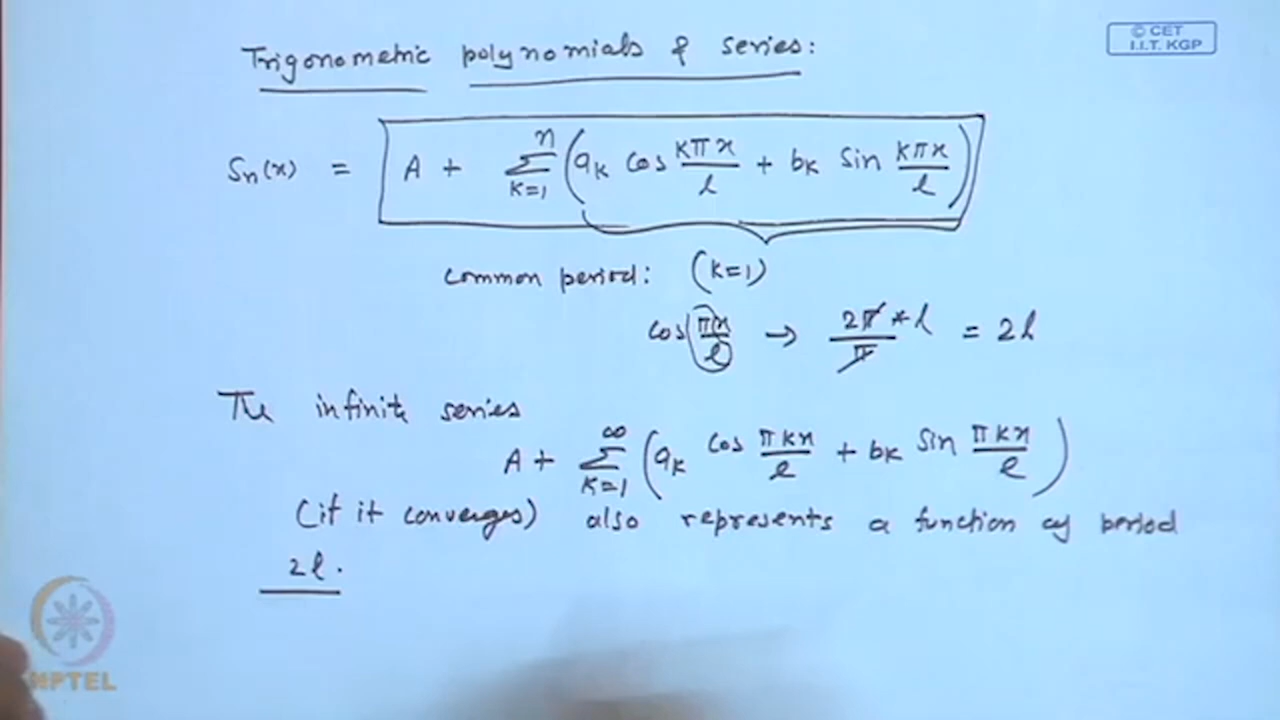 © CET
I.I.T. KGP
Trigonometric polynomials & series:
Sn(x) = A + n∑k=1 (ak cos kπx/l + bk sin kπx/l)
common period: (k=1)
cos(πx/l) → 2π*l/π = 2l
The infinite series
A + ∞∑k=1 (ak cos πkx/l + bk sin πkx/l)
(if it converges) also represents a function of period
2l.
NPTEL